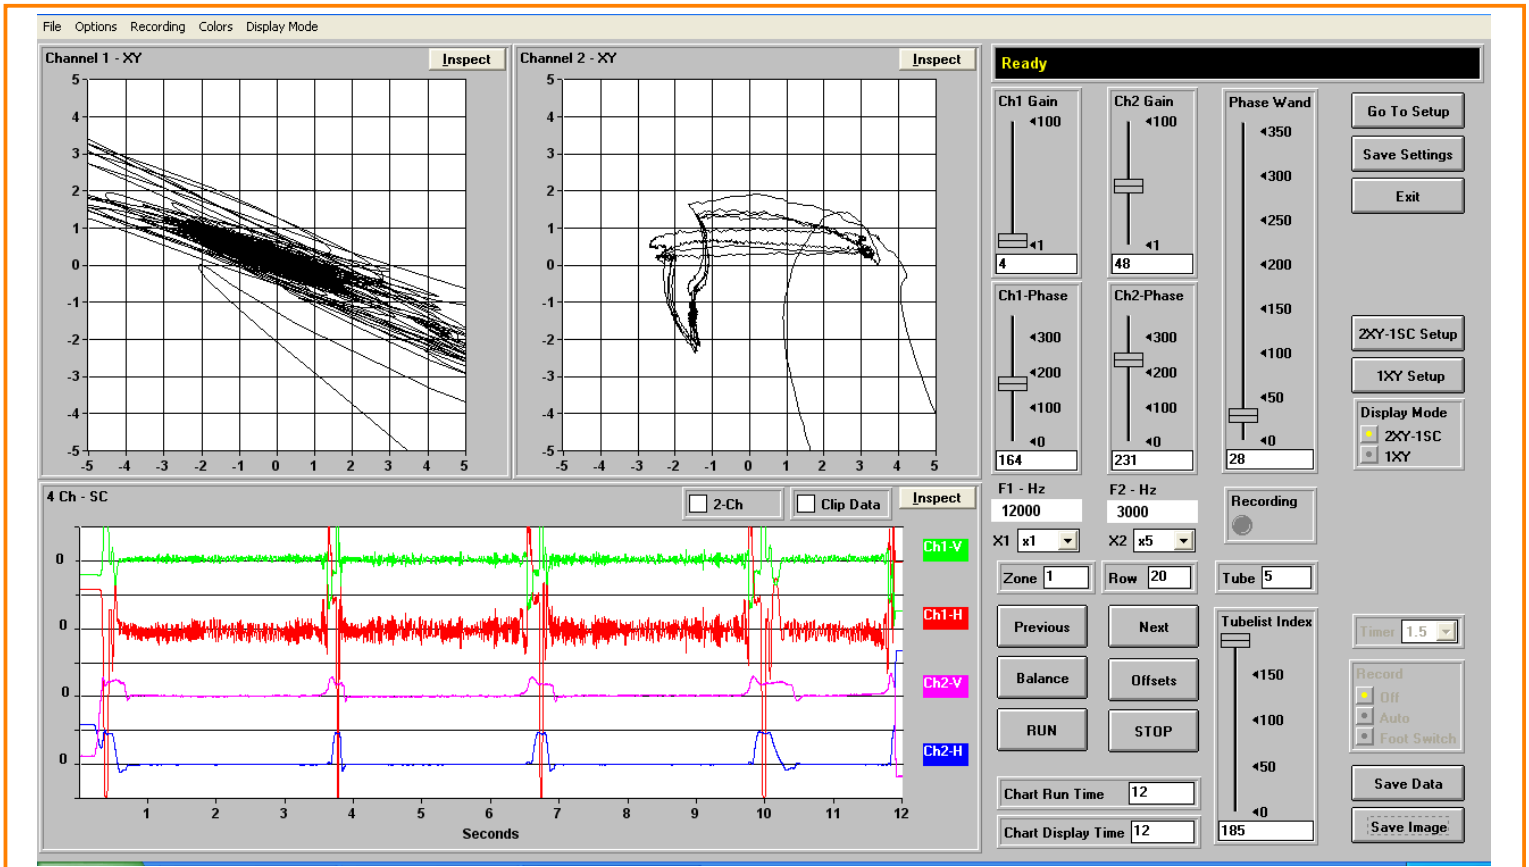 File Options Recording Colors Display Mode
Channel 1 - XY Inspect
5
4
3
2
1
0
-1
-2
-3
-4
-5
-5 -4 -3 -2 -1 0 1 2 3 4 5
Channel 2 - XY Inspect
5
4
3
2
1
0
-1
-2
-3
-4
-5
-5 -4 -3 -2 -1 0 1 2 3 4 5
4 Ch - SC 2-Ch Clip Data Inspect
0 Ch1-V
0 Ch1-H
0 Ch2-V
0 Ch2-H
1 2 3 4 5 6 7 8 9 10 11 12
Seconds
Ready
Ch1 Gain
100
1
4
Ch2 Gain
100
1
48
Phase Wand
350
300
250
200
150
100
50
0
28
Ch1-Phase
300
200
100
0
164
Ch2-Phase
300
200
100
0
231
Go To Setup
Save Settings
Exit
2XY-1SC Setup
1XY Setup
Display Mode
2XY-1SC
1XY
F1 - Hz
12000
X1 x1
F2 - Hz
3000
X2 x5
Recording
Zone 1 Row 20 Tube 5
Previous Next
Balance Offsets
RUN STOP
Tubelist Index
150
100
50
0
185
Timer 1.5
Record
Off
Auto
Foot Switch
Chart Run Time 12
Chart Display Time 12
Save Data
Save Image